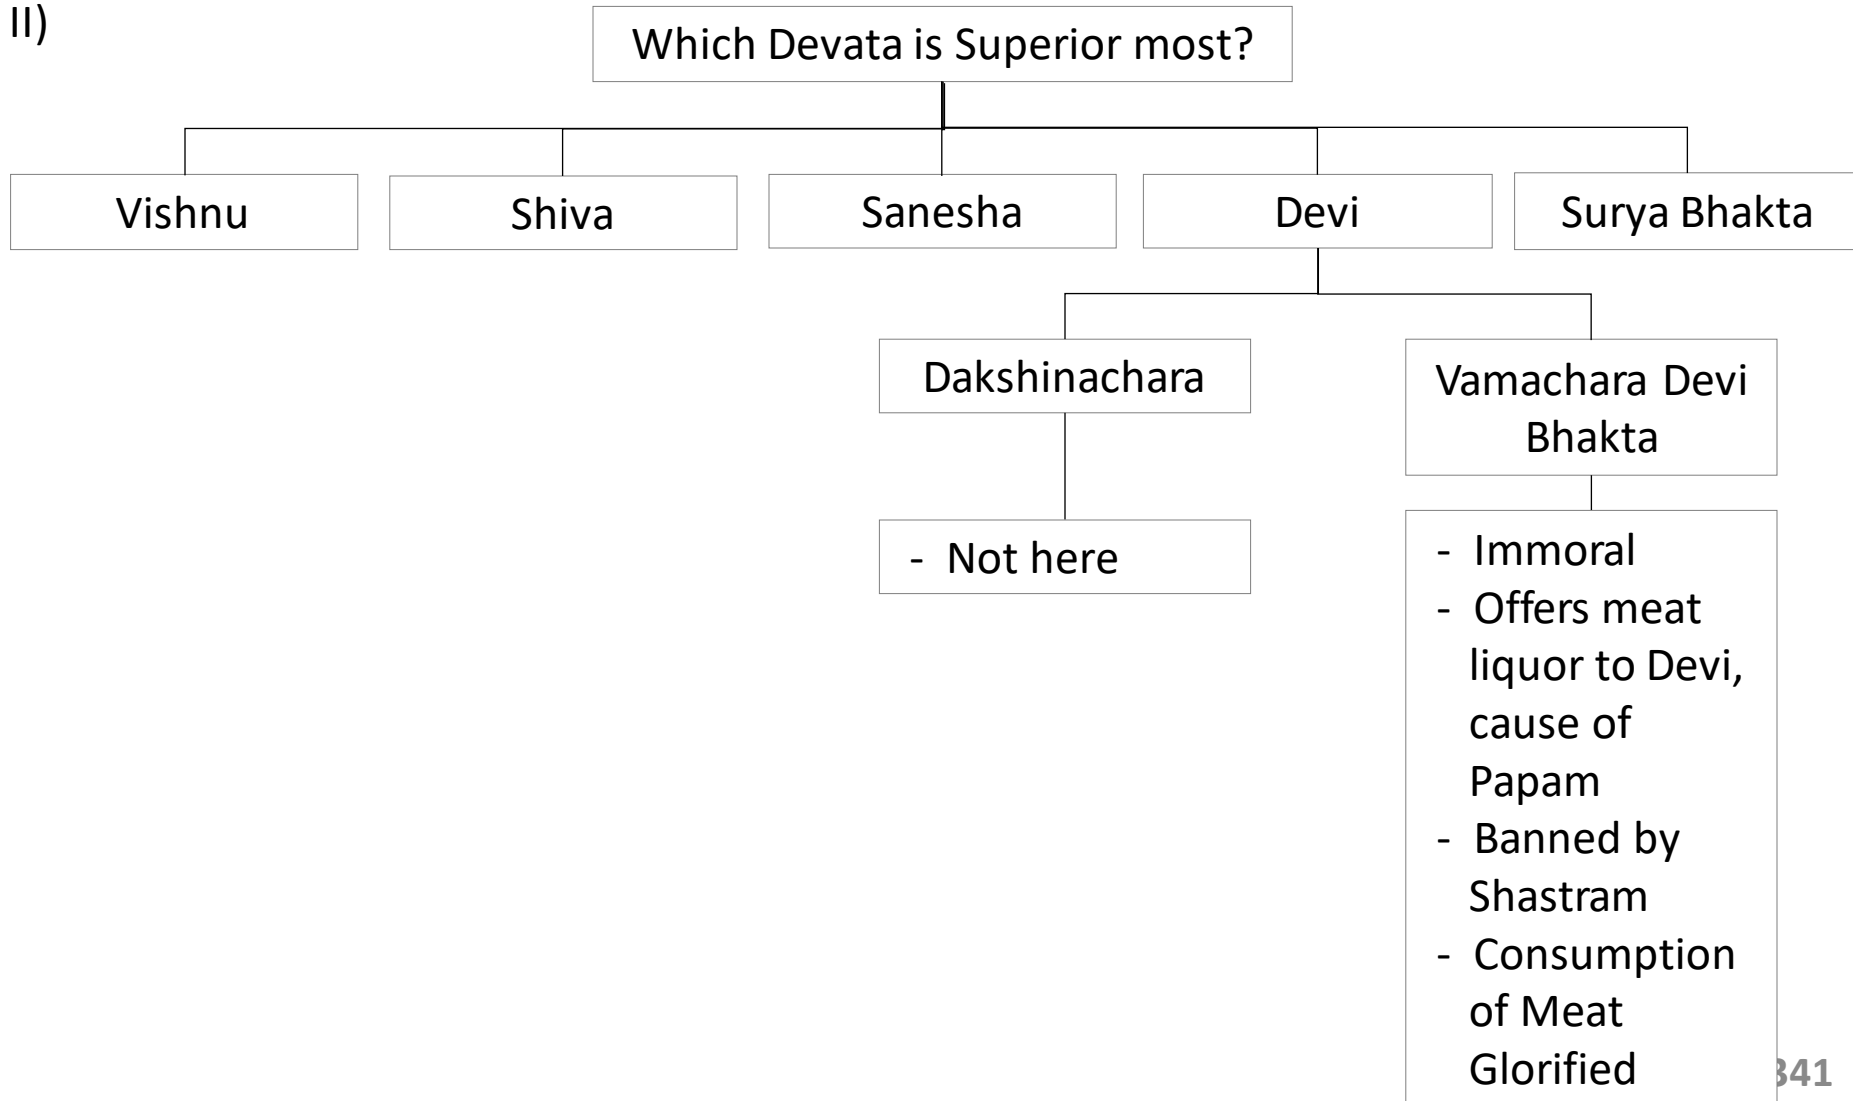 II)
Which Devata is Superior most?
Vishnu
Shiva
Sanesha
Devi
Surya Bhakta
Dakshinachara
Vamachara Devi
Bhakta
- Not here
- Immoral
- Offers meat
liquor to Devi,
cause of
Papam
- Banned by
Shastram
- Consumption
of Meat
Glorified
341